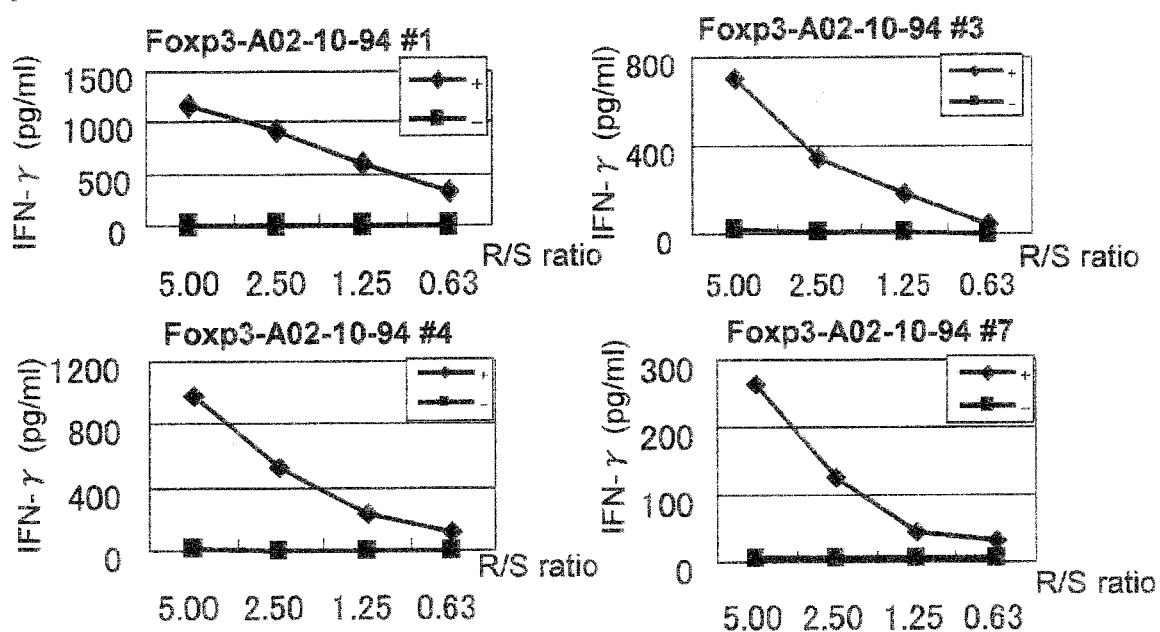 Foxp3-A02-10-94 #1
IFN-γ (pg/ml)
1500
1000
500
0
+
−
R/S ratio
5.00 2.50 1.25 0.63
Foxp3-A02-10-94 #3
IFN-γ (pg/ml)
800
400
0
+
−
R/S ratio
5.00 2.50 1.25 0.63
Foxp3-A02-10-94 #4
IFN-γ (pg/ml)
1200
800
400
0
+
−
R/S ratio
5.00 2.50 1.25 0.63
Foxp3-A02-10-94 #7
IFN-γ (pg/ml)
300
200
100
0
+
−
R/S ratio
5.00 2.50 1.25 0.63